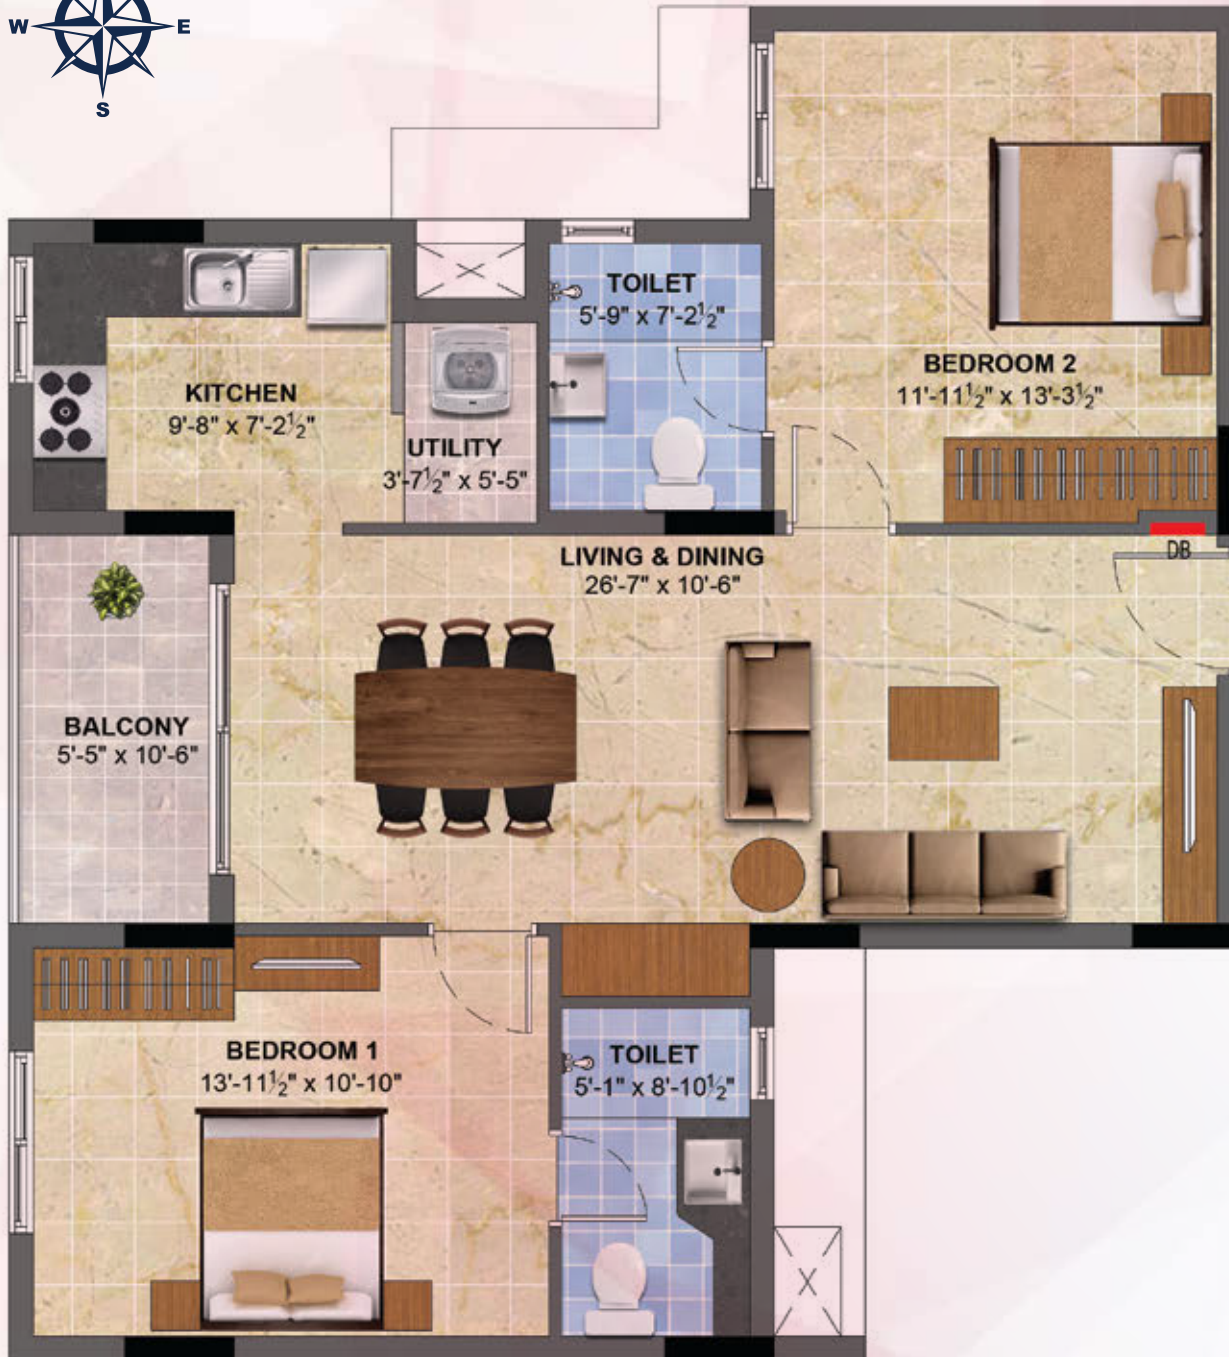 W E
S
TOILET
5'-9" x 7'-2½"
BEDROOM 2
11'-11½" x 13'-3½"
KITCHEN
9'-8" x 7'-2½"
UTILITY
3'-7½" x 5'-5"
LIVING & DINING
26'-7" x 10'-6"
DB
BALCONY
5'-5" x 10'-6"
BEDROOM 1
13'-11½" x 10'-10"
TOILET
5'-1" x 8'-10½"